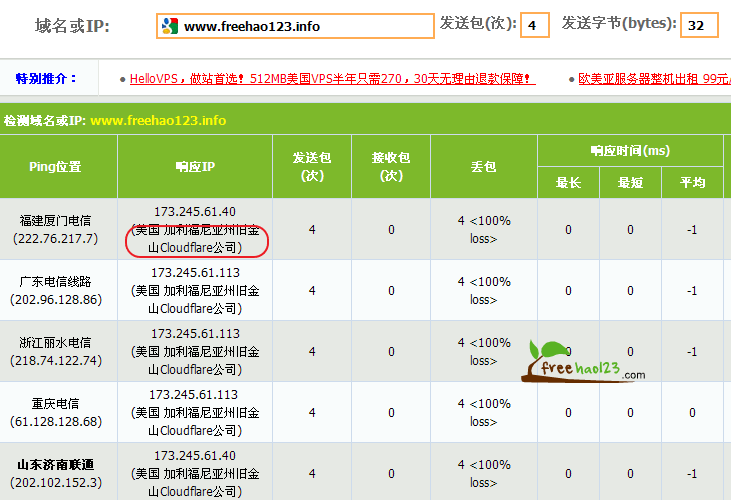 域名或IP: www.freehao123.info 发送包(次): 4 发送字节(bytes): 32
特别推介： ● HelloVPS，做站首选！512MB美国VPS半年只需270，30天无理由退款保障！ ● 欧美亚服务器整机出租 99元/
检测域名或IP: www.freehao123.info
Ping位置 响应IP 发送包(次) 接收包(次) 丢包 响应时间(ms)
最长 最短 平均
福建厦门电信 173.245.61.40 4 0 4 <100% 0 0 -1
(222.76.217.7) (美国 加利福尼亚州旧金 loss>
山Cloudflare公司)
广东电信线路 173.245.61.113 4 0 4 <100% 0 0 -1
(202.96.128.86) (美国 加利福尼亚州旧金 loss>
山Cloudflare公司)
浙江丽水电信 173.245.61.113 4 0 4 <100% 0 0 -1
(218.74.122.74) (美国 加利福尼亚州旧金 loss>
山Cloudflare公司)
freehao123.com
重庆电信 173.245.61.113 4 0 4 <100% 0 0 0
(61.128.128.68) (美国 加利福尼亚州旧金 loss>
山Cloudflare公司)
山东济南联通 173.245.61.40 4 0 4 <100% 0 0 -1
(202.102.152.3) (美国 加利福尼亚州旧金 loss>
山Cloudflare公司)